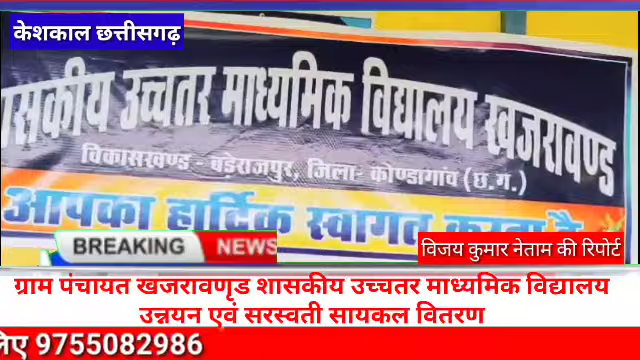 केशकाल छत्तीसगढ़
ासकीय उच्चतर माध्यमिक विद्यालय खजरावण्ड
विकासखण्ड - बड़ेराजपुर, जिला- कोण्डागांव (छ.ग.)
आपका हार्दिक स्वागत करता है
BREAKING NEWS
विजय कुमार नेताम की रिपोर्ट
ग्राम पंचायत खजरावणृड शासकीय उच्चतर माध्यमिक विद्यालय
उन्नयन एवं सरस्वती सायकल वितरण
लिए 9755082986